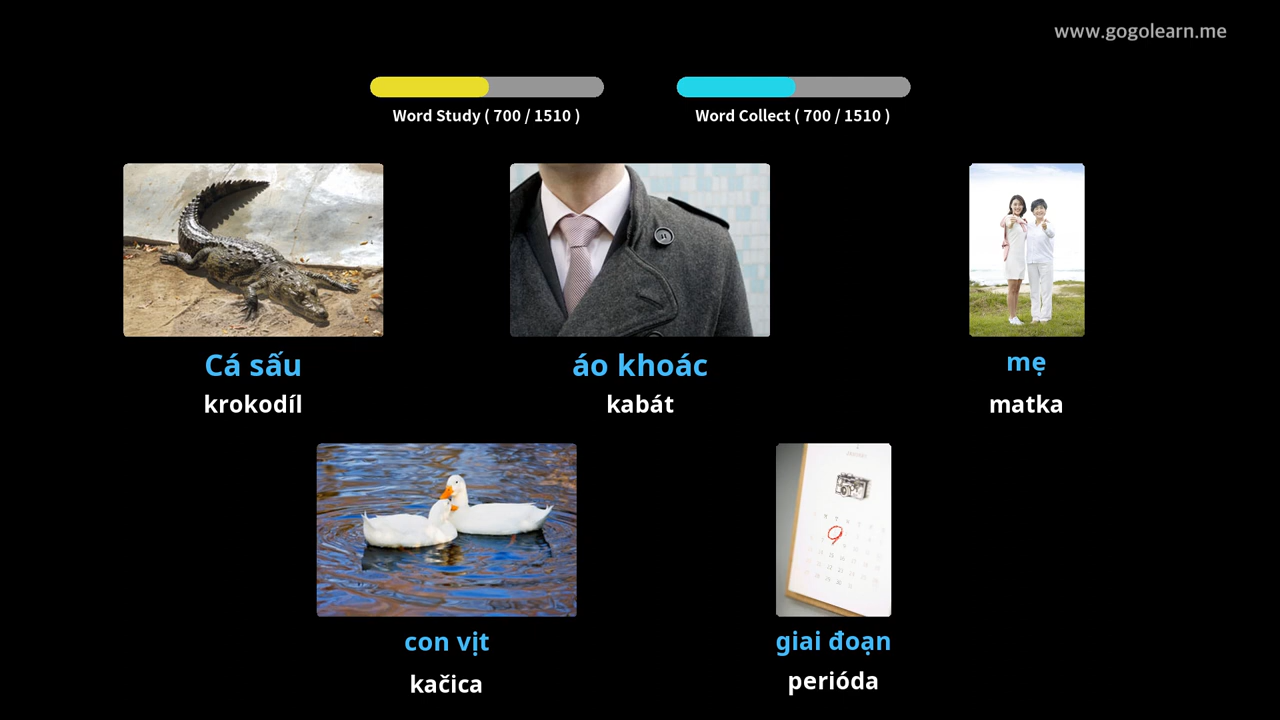 www.gogolearn.me
Word Study ( 700 / 1510 )
Word Collect ( 700 / 1510 )
Cá sấu
krokodíl
áo khoác
kabát
mẹ
matka
con vịt
kačica
giai đoạn
perióda